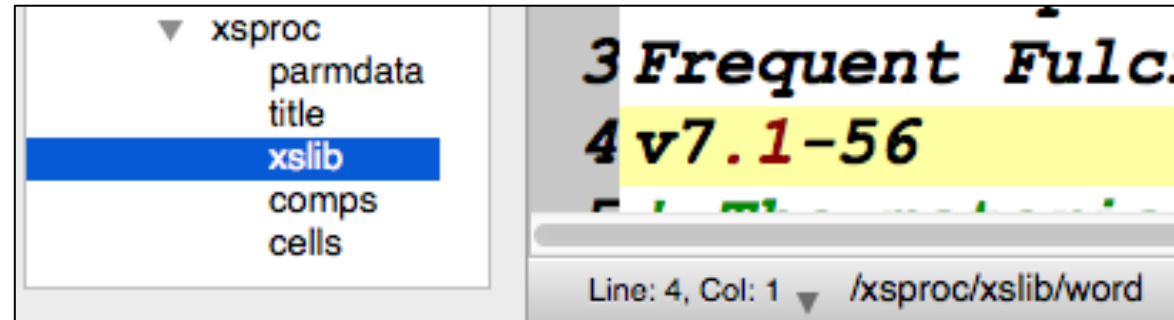 xsproc
parmdata
title
xslib
comps
cells
3 Frequent
4 v7.1-56
Line: 4, Col: 1 /xsproc/xslib/word